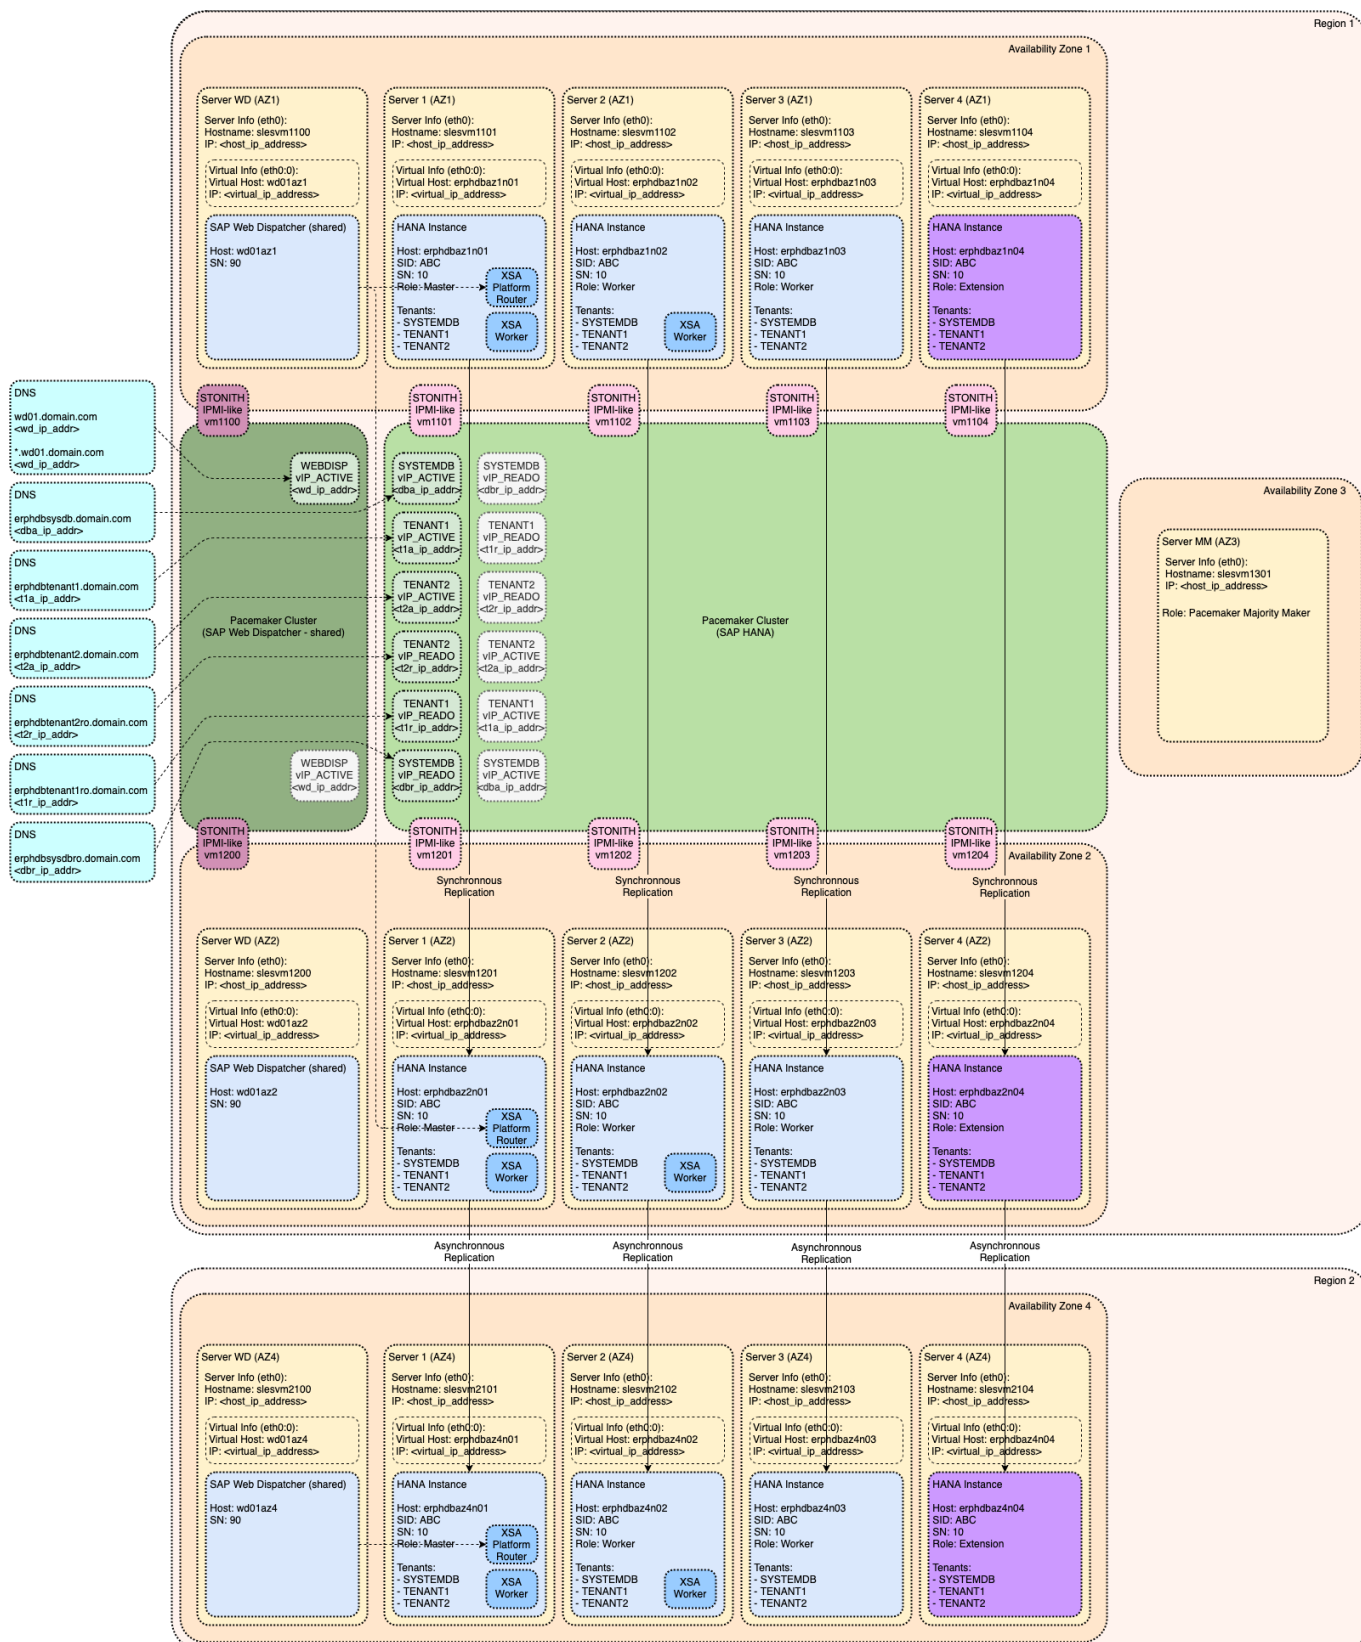 Region 1
Availability Zone 1
Server WD (AZ1)
Server Info (eth0):
Hostname: slesvm1100
IP: <host_ip_address>
Virtual Info (eth0:0):
Virtual Host: wd01az1
IP: <virtual_ip_address>
SAP Web Dispatcher (shared)
Host: wd01az1
SN: 90
Server 1 (AZ1)
Server Info (eth0):
Hostname: slesvm1101
IP: <host_ip_address>
Virtual Info (eth0:0):
Virtual Host: erphdbaz1n01
IP: <virtual_ip_address>
HANA Instance
Host: erphdbaz1n01
SID: ABC
SN: 10
Role: Master
Tenants:
- SYSTEMDB
- TENANT1
- TENANT2
XSA
Platform
Router
XSA
Worker
Server 2 (AZ1)
Server Info (eth0):
Hostname: slesvm1102
IP: <host_ip_address>
Virtual Info (eth0:0):
Virtual Host: erphdbaz1n02
IP: <virtual_ip_address>
HANA Instance
Host: erphdbaz1n02
SID: ABC
SN: 10
Role: Worker
Tenants:
- SYSTEMDB
- TENANT1
- TENANT2
XSA
Worker
Server 3 (AZ1)
Server Info (eth0):
Hostname: slesvm1103
IP: <host_ip_address>
Virtual Info (eth0:0):
Virtual Host: erphdbaz1n03
IP: <virtual_ip_address>
HANA Instance
Host: erphdbaz1n03
SID: ABC
SN: 10
Role: Worker
Tenants:
- SYSTEMDB
- TENANT1
- TENANT2
Server 4 (AZ1)
Server Info (eth0):
Hostname: slesvm1104
IP: <host_ip_address>
Virtual Info (eth0:0):
Virtual Host: erphdbaz1n04
IP: <virtual_ip_address>
HANA Instance
Host: erphdbaz1n04
SID: ABC
SN: 10
Role: Extension
Tenants:
- SYSTEMDB
- TENANT1
- TENANT2
STONITH
IPMI-like
vm1100
STONITH
IPMI-like
vm1101
STONITH
IPMI-like
vm1102
STONITH
IPMI-like
vm1103
STONITH
IPMI-like
vm1104
DNS
wd01.domain.com
<wd_ip_addr>
*.wd01.domain.com
<wd_ip_addr>
DNS
erphdbsysdb.domain.com
<dba_ip_addr>
DNS
erphdbtenant1.domain.com
<t1a_ip_addr>
DNS
erphdbtenant2.domain.com
<t2a_ip_addr>
DNS
erphdbtenant2ro.domain.com
<t2r_ip_addr>
DNS
erphdbtenant1ro.domain.com
<t1r_ip_addr>
DNS
erphdbsysdbro.domain.com
<dbr_ip_addr>
WEBDISP
vIP_ACTIVE
<wd_ip_addr>
Pacemaker Cluster
(SAP Web Dispatcher - shared)
WEBDISP
vIP_ACTIVE
<wd_ip_addr>
SYSTEMDB
vIP_ACTIVE
<dba_ip_addr>
SYSTEMDB
vIP_READO
<dbr_ip_addr>
TENANT1
vIP_ACTIVE
<t1a_ip_addr>
TENANT1
vIP_READO
<t1r_ip_addr>
TENANT2
vIP_ACTIVE
<t2a_ip_addr>
TENANT2
vIP_READO
<t2r_ip_addr>
TENANT2
vIP_READO
<t2r_ip_addr>
TENANT2
vIP_ACTIVE
<t2a_ip_addr>
TENANT1
vIP_READO
<t1r_ip_addr>
TENANT1
vIP_ACTIVE
<t1a_ip_addr>
SYSTEMDB
vIP_READO
<dbr_ip_addr>
SYSTEMDB
vIP_ACTIVE
<dba_ip_addr>
Pacemaker Cluster
(SAP HANA)
Availability Zone 3
Server MM (AZ3)
Server Info (eth0):
Hostname: slesvm1301
IP: <host_ip_address>
Role: Pacemaker Majority Maker
STONITH
IPMI-like
vm1200
STONITH
IPMI-like
vm1201
STONITH
IPMI-like
vm1202
STONITH
IPMI-like
vm1203
STONITH
IPMI-like
vm1204
Availability Zone 2
Synchronnous
Replication
Synchronnous
Replication
Synchronnous
Replication
Synchronnous
Replication
Server WD (AZ2)
Server Info (eth0):
Hostname: slesvm1200
IP: <host_ip_address>
Virtual Info (eth0:0):
Virtual Host: wd01az2
IP: <virtual_ip_address>
SAP Web Dispatcher (shared)
Host: wd01az2
SN: 90
Server 1 (AZ2)
Server Info (eth0):
Hostname: slesvm1201
IP: <host_ip_address>
Virtual Info (eth0:0):
Virtual Host: erphdbaz2n01
IP: <virtual_ip_address>
HANA Instance
Host: erphdbaz2n01
SID: ABC
SN: 10
Role: Master
Tenants:
- SYSTEMDB
- TENANT1
- TENANT2
XSA
Platform
Router
XSA
Worker
Server 2 (AZ2)
Server Info (eth0):
Hostname: slesvm1202
IP: <host_ip_address>
Virtual Info (eth0:0):
Virtual Host: erphdbaz2n02
IP: <virtual_ip_address>
HANA Instance
Host: erphdbaz2n02
SID: ABC
SN: 10
Role: Worker
Tenants:
- SYSTEMDB
- TENANT1
- TENANT2
XSA
Worker
Server 3 (AZ2)
Server Info (eth0):
Hostname: slesvm1203
IP: <host_ip_address>
Virtual Info (eth0:0):
Virtual Host: erphdbaz2n03
IP: <virtual_ip_address>
HANA Instance
Host: erphdbaz2n03
SID: ABC
SN: 10
Role: Worker
Tenants:
- SYSTEMDB
- TENANT1
- TENANT2
Server 4 (AZ2)
Server Info (eth0):
Hostname: slesvm1204
IP: <host_ip_address>
Virtual Info (eth0:0):
Virtual Host: erphdbaz2n04
IP: <virtual_ip_address>
HANA Instance
Host: erphdbaz2n04
SID: ABC
SN: 10
Role: Extension
Tenants:
- SYSTEMDB
- TENANT1
- TENANT2
Asynchronnous
Replication
Asynchronnous
Replication
Asynchronnous
Replication
Asynchronnous
Replication
Region 2
Availability Zone 4
Server WD (AZ4)
Server Info (eth0):
Hostname: slesvm2100
IP: <host_ip_address>
Virtual Info (eth0:0):
Virtual Host: wd01az4
IP: <virtual_ip_address>
SAP Web Dispatcher (shared)
Host: wd01az4
SN: 90
Server 1 (AZ4)
Server Info (eth0):
Hostname: slesvm2101
IP: <host_ip_address>
Virtual Info (eth0:0):
Virtual Host: erphdbaz4n01
IP: <virtual_ip_address>
HANA Instance
Host: erphdbaz4n01
SID: ABC
SN: 10
Role: Master
Tenants:
- SYSTEMDB
- TENANT1
- TENANT2
XSA
Platform
Router
XSA
Worker
Server 2 (AZ4)
Server Info (eth0):
Hostname: slesvm2102
IP: <host_ip_address>
Virtual Info (eth0:0):
Virtual Host: erphdbaz4n02
IP: <virtual_ip_address>
HANA Instance
Host: erphdbaz4n02
SID: ABC
SN: 10
Role: Worker
Tenants:
- SYSTEMDB
- TENANT1
- TENANT2
XSA
Worker
Server 3 (AZ4)
Server Info (eth0):
Hostname: slesvm2103
IP: <host_ip_address>
Virtual Info (eth0:0):
Virtual Host: erphdbaz4n03
IP: <virtual_ip_address>
HANA Instance
Host: erphdbaz4n03
SID: ABC
SN: 10
Role: Worker
Tenants:
- SYSTEMDB
- TENANT1
- TENANT2
Server 4 (AZ4)
Server Info (eth0):
Hostname: slesvm2104
IP: <host_ip_address>
Virtual Info (eth0:0):
Virtual Host: erphdbaz4n04
IP: <virtual_ip_address>
HANA Instance
Host: erphdbaz4n04
SID: ABC
SN: 10
Role: Extension
Tenants:
- SYSTEMDB
- TENANT1
- TENANT2